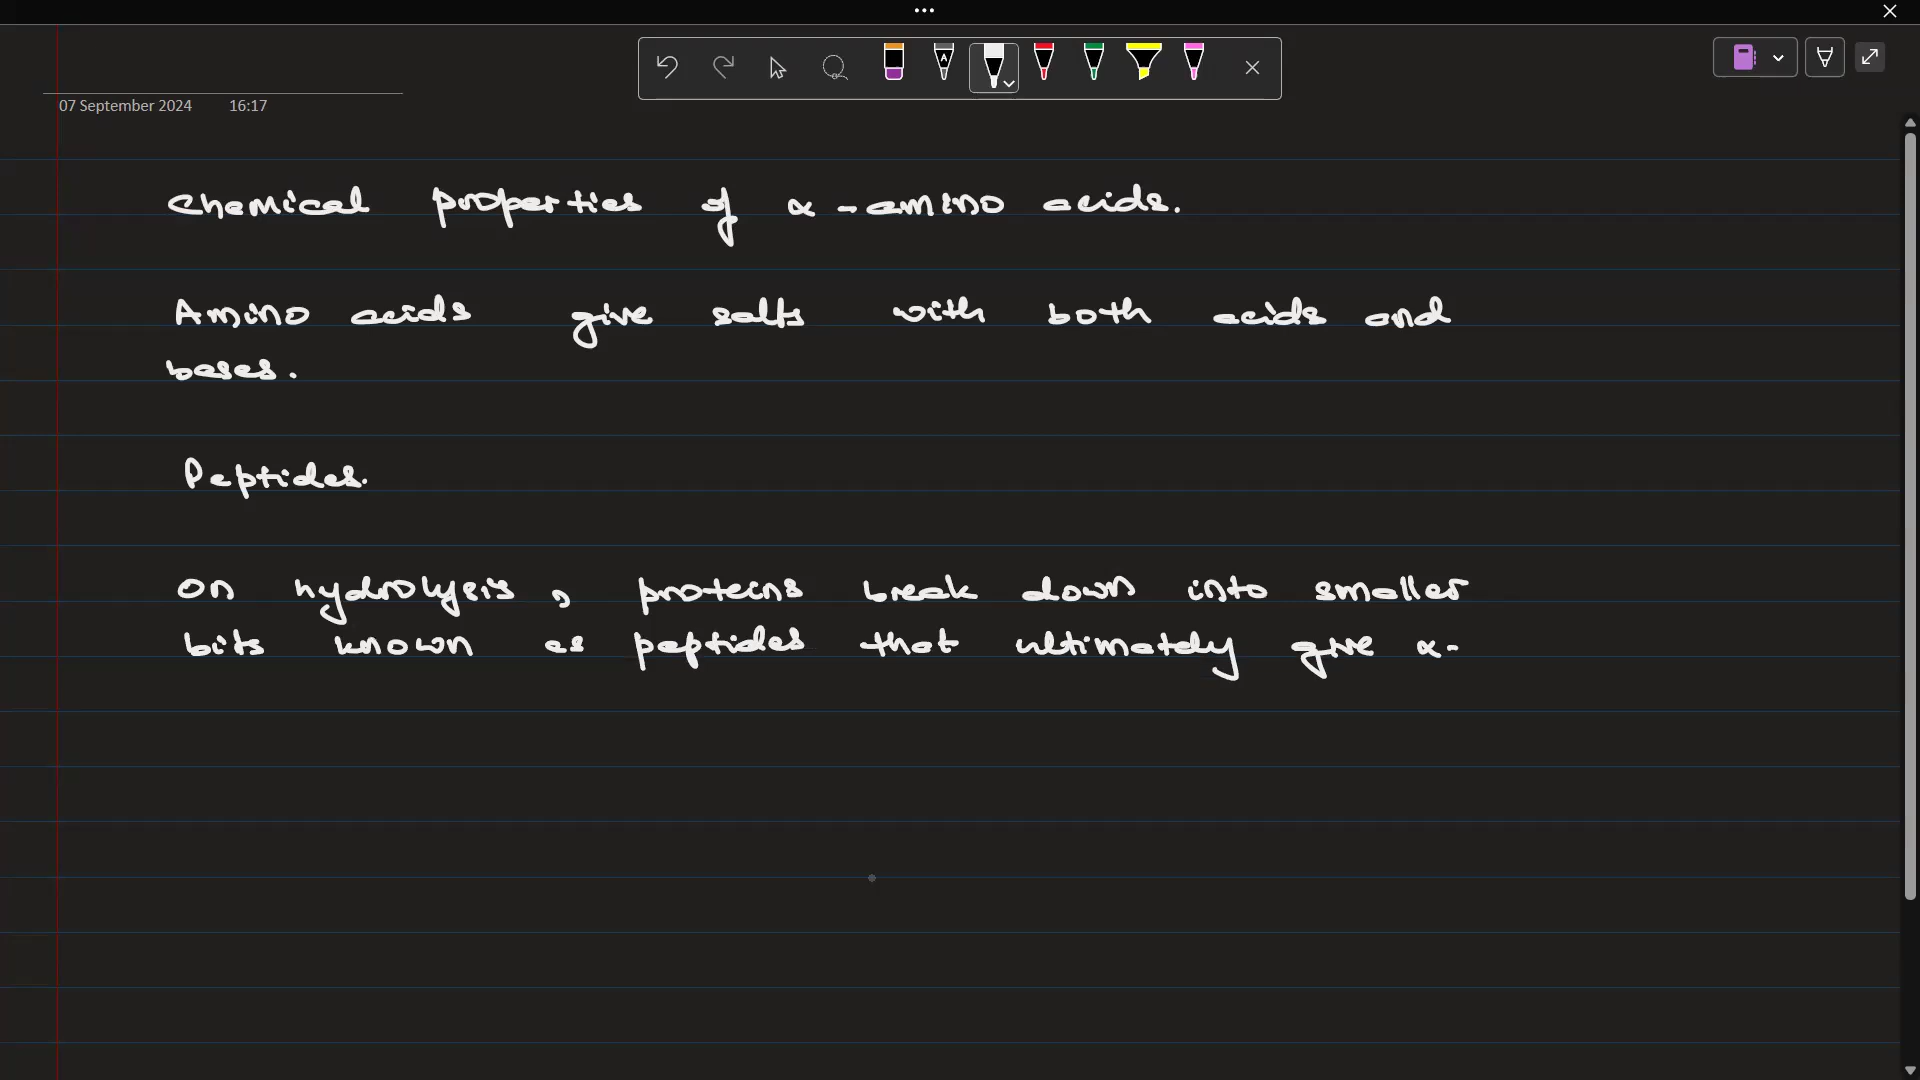 07 September 2024 16:17
Chemical properties of α-amino acids.
Amino acids give salts with both acids and
bases.
Peptides.
On hydrolysis, proteins break down into smaller
bits known as peptides that ultimately give α-